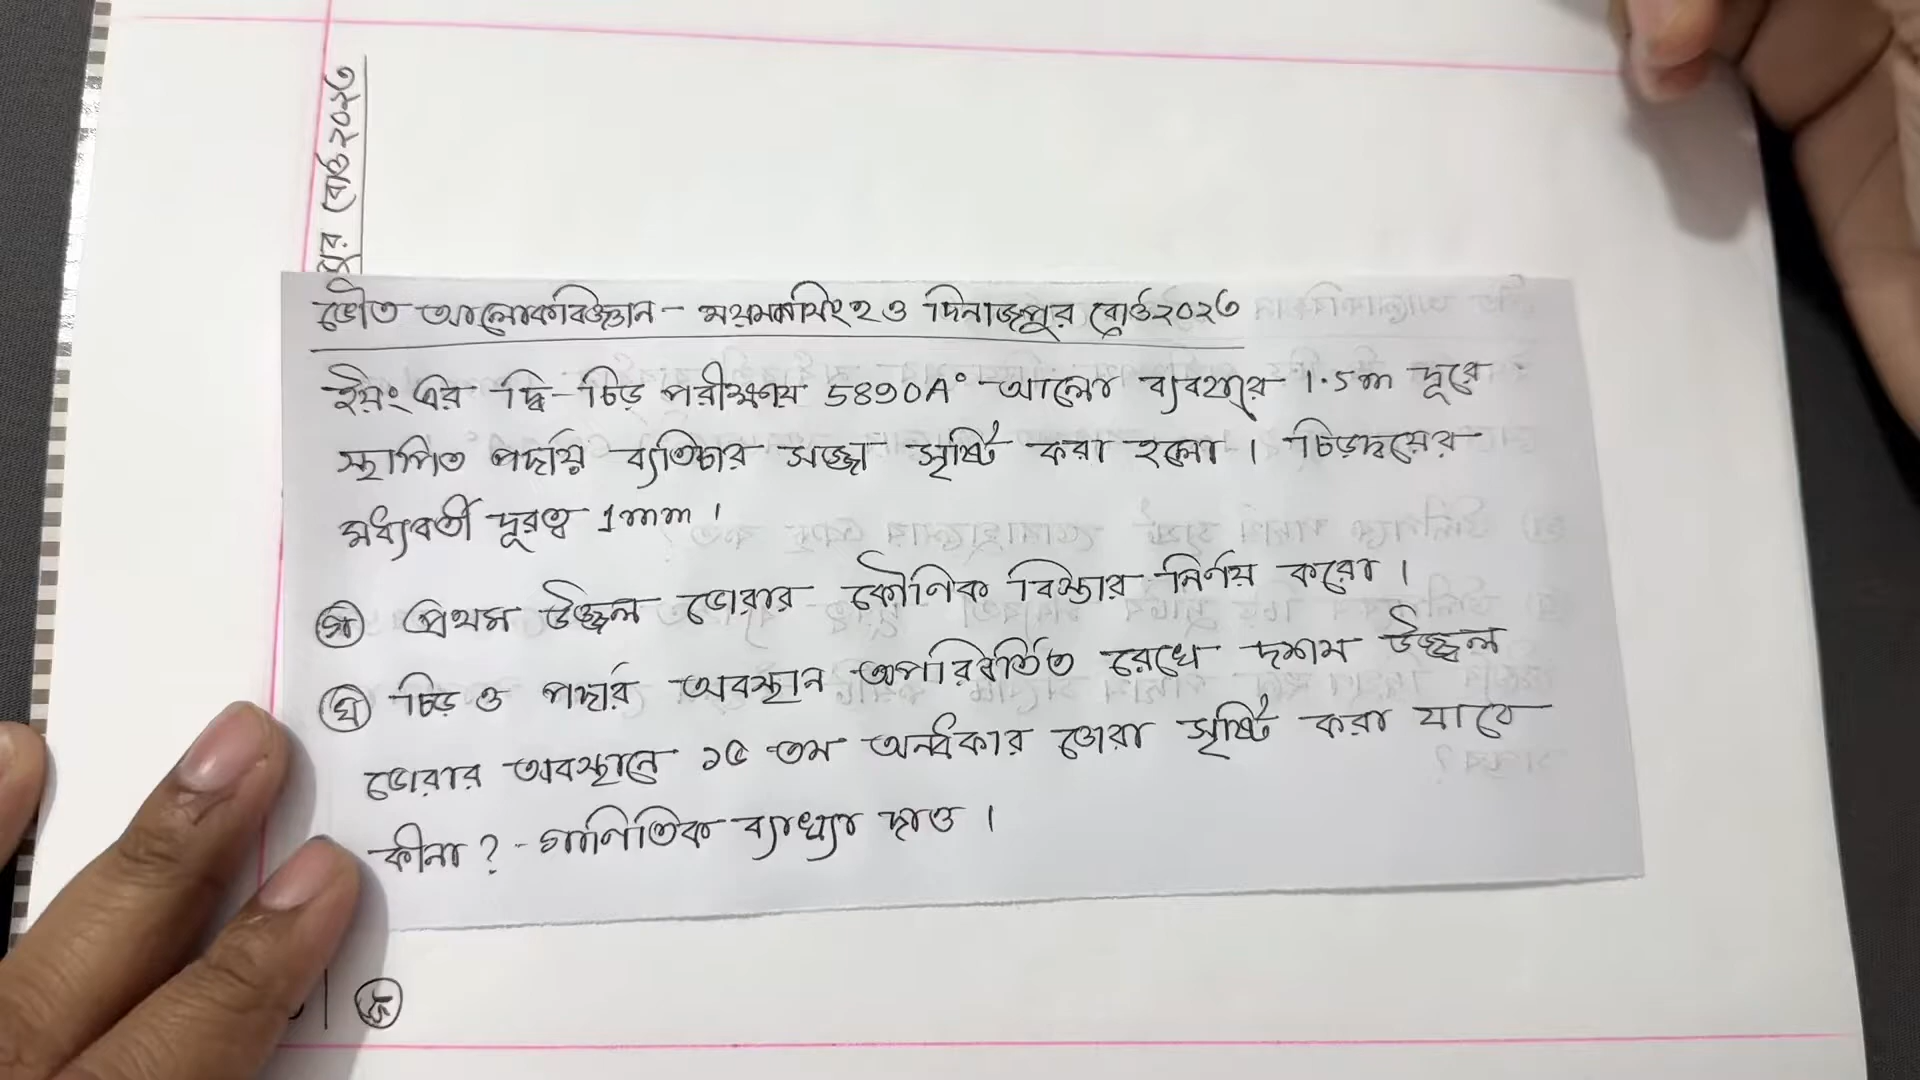 পুর বোর্ড ২০২৩
ভৌত আলোকবিজ্ঞান - ময়মনসিংহ ও দিনাজপুর বোর্ড ২০২৩
ইয়ং এর দ্বি-চিড় পরীক্ষায় 5890A° আলো ব্যবহারে 1.5m দূরে
স্থাপিত পর্দায় ব্যতিচার সজ্জা সৃষ্টি করা হলো। চিড়দ্বয়ের
মধ্যবর্তী দূরত্ব 1mm।
গ প্রথম উজ্জ্বল ডোরার কৌণিক বিস্তার নির্ণয় করো।
ঘ চিড় ও পর্দার অবস্থান অপরিবর্তিত রেখে দশম উজ্জ্বল
ডোরার অবস্থানে ১৫ তম অন্ধকার ডোরা সৃষ্টি করা যাবে
কীনা? - গাণিতিক ব্যাখ্যা দাও।